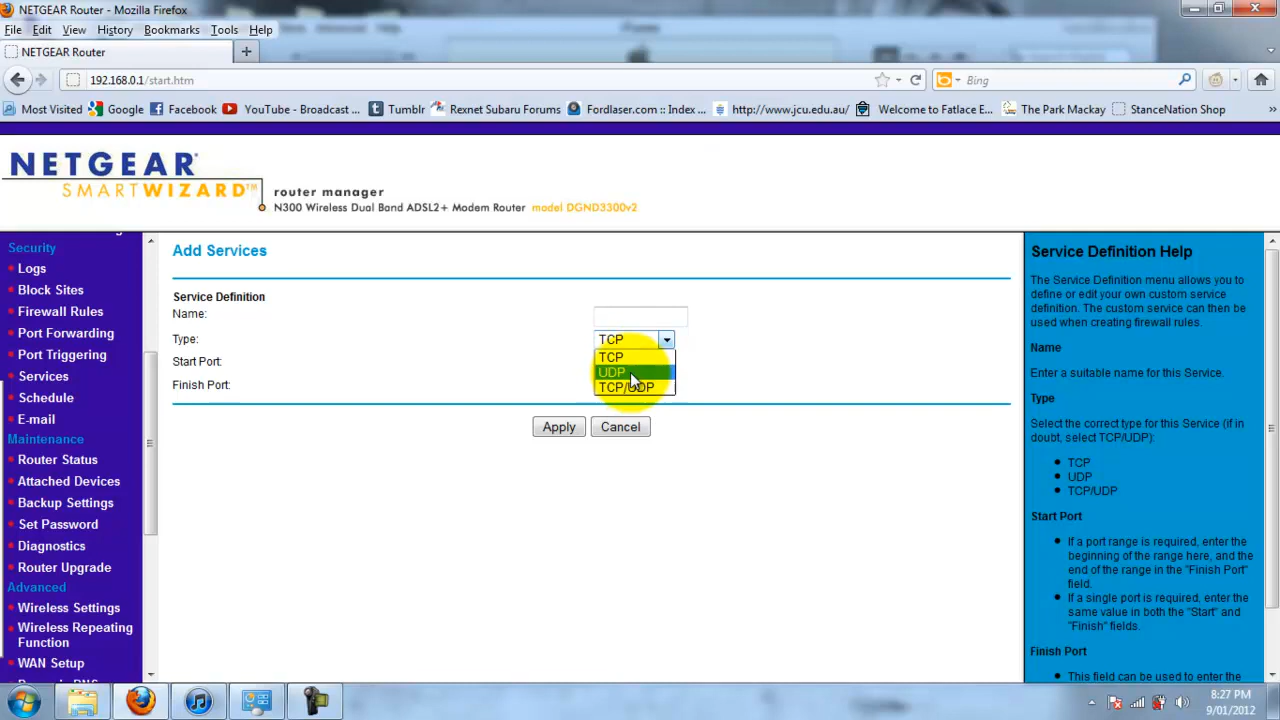 NETGEAR Router - Mozilla Firefox
File Edit View History Bookmarks Tools Help
NETGEAR Router
192.168.0.1/start.htm
Bing
Most Visited Google Facebook YouTube - Broadcast ... Tumblr Rexnet Subaru Forums Fordlaser.com :: Index ... http://www.jcu.edu.au/ Welcome to Fatlace E... The Park Mackay StanceNation Shop »
NETGEAR
SMARTWIZARD™
router manager
N300 Wireless Dual Band ADSL2+ Modem Router model DGND3300v2
Security
Logs
Block Sites
Firewall Rules
Port Forwarding
Port Triggering
Services
Schedule
E-mail
Maintenance
Router Status
Attached Devices
Backup Settings
Set Password
Diagnostics
Router Upgrade
Advanced
Wireless Settings
Wireless Repeating
Function
WAN Setup
Add Services
Service Definition
Name:
Type: TCP
TCP
UDP
TCP/UDP
Start Port:
Finish Port:
Apply Cancel
Service Definition Help
The Service Definition menu allows you to
define or edit your own custom service
definition. The custom service can then be
used when creating firewall rules.
Name
Enter a suitable name for this Service.
Type
Select the correct type for this Service (if in
doubt, select TCP/UDP):
TCP
UDP
TCP/UDP
Start Port
If a port range is required, enter the
beginning of the range here, and the
end of the range in the "Finish Port"
field.
If a single port is required, enter the
same value in both the "Start" and
"Finish" fields.
Finish Port
This field can be used to enter the
8:27 PM
9/01/2012